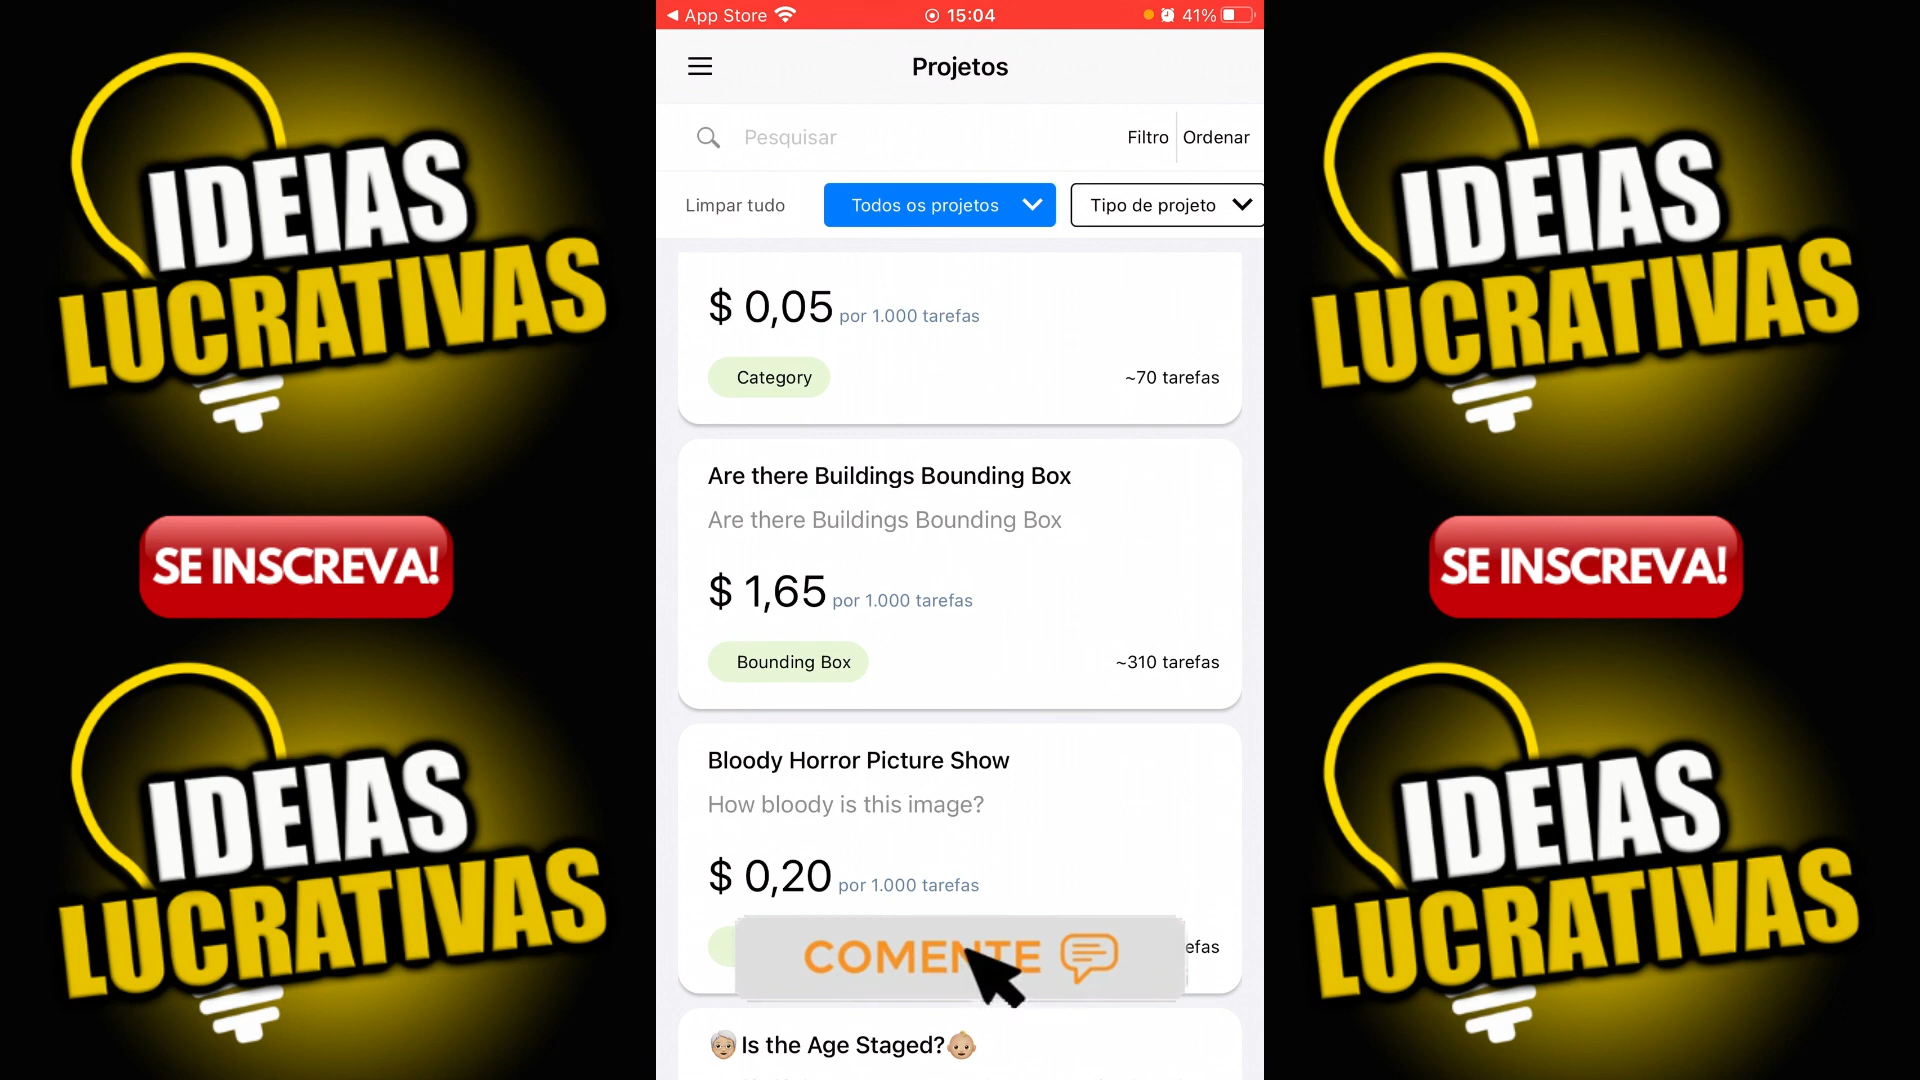 IDEIAS
LUCRATIVAS
SE INSCREVA!
IDEIAS
LUCRATIVAS
App Store
15:04
41%
Projetos
Pesquisar
Filtro
Ordenar
Limpar tudo
Todos os projetos
Tipo de projeto
$ 0,05 por 1.000 tarefas
Category
~70 tarefas
Are there Buildings Bounding Box
Are there Buildings Bounding Box
$ 1,65 por 1.000 tarefas
Bounding Box
~310 tarefas
Bloody Horror Picture Show
How bloody is this image?
$ 0,20 por 1.000 tarefas
COMENTE
efas
Is the Age Staged?
IDEIAS
LUCRATIVAS
SE INSCREVA!
IDEIAS
LUCRATIVAS